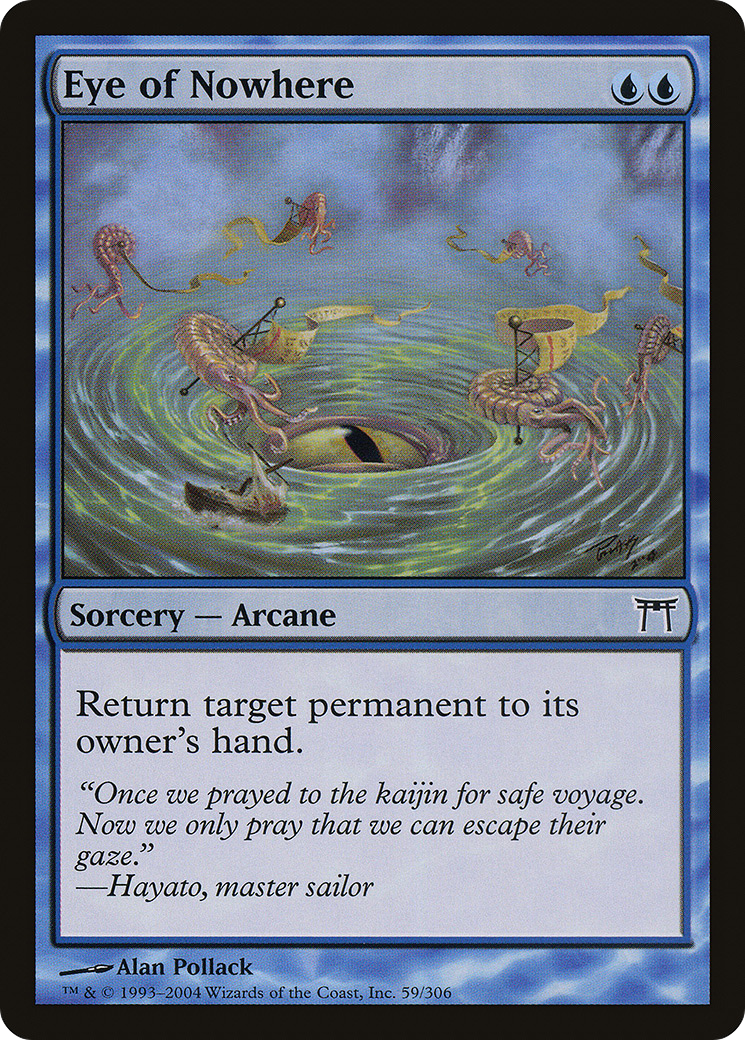 Eye of Nowhere
Sorcery — Arcane
Return target permanent to its
owner's hand.
“Once we prayed to the kaijin for safe voyage.
Now we only pray that we can escape their
gaze.”
—Hayato, master sailor
Alan Pollack
™ & © 1993–2004 Wizards of the Coast, Inc. 59/306